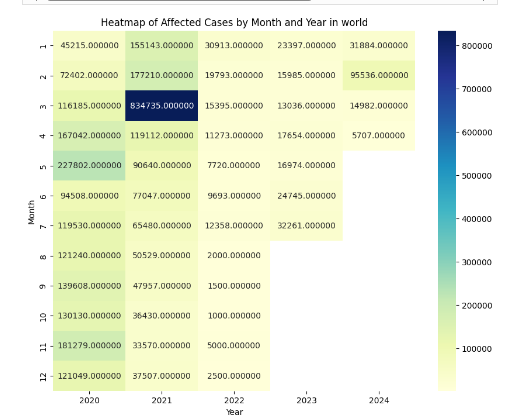 Heatmap of Affected Cases by Month and Year in world
1 45215.000000 155143.000000 30913.000000 23397.000000 31884.000000
2 72402.000000 177210.000000 19793.000000 15985.000000 95536.000000
3 116185.000000 834735.000000 15395.000000 13036.000000 14982.000000
4 167042.000000 119112.000000 11273.000000 17654.000000 5707.000000
5 227802.000000 90640.000000 7720.000000 16974.000000
6 94508.000000 77047.000000 9693.000000 24745.000000
7 119530.000000 65480.000000 12358.000000 32261.000000
8 121240.000000 50529.000000 2000.000000
9 139608.000000 47957.000000 1500.000000
10 130130.000000 36430.000000 1000.000000
11 181279.000000 33570.000000 5000.000000
12 121049.000000 37507.000000 2500.000000
Month
2020 2021 2022 2023 2024
Year
800000
700000
600000
500000
400000
300000
200000
100000